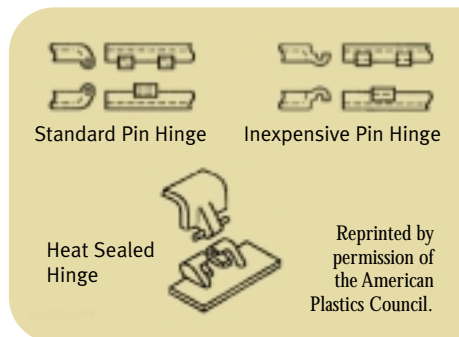 Standard Pin Hinge
Inexpensive Pin Hinge
Heat Sealed
Hinge
Reprinted by
permission of
the American
Plastics Council.